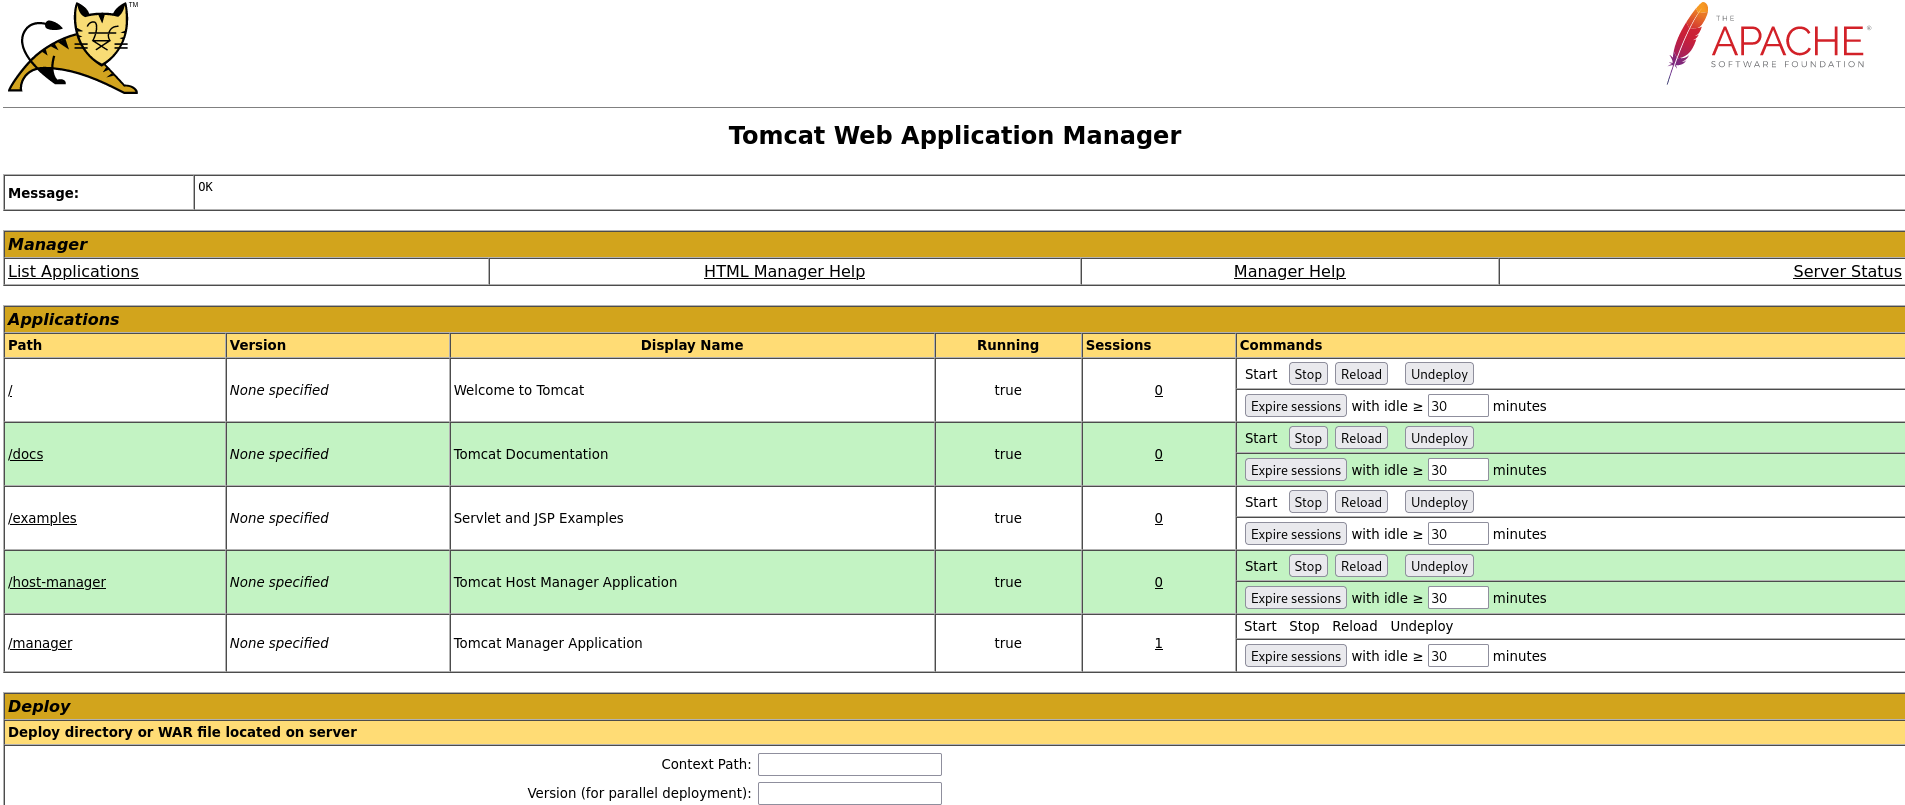 TM
THE
APACHE®
SOFTWARE FOUNDATION
Tomcat Web Application Manager
Message: OK
Manager
List Applications HTML Manager Help Manager Help Server Status
Applications
Path Version Display Name Running Sessions Commands
/ None specified Welcome to Tomcat true 0 Start Stop Reload Undeploy
Expire sessions with idle ≥ 30 minutes
/docs None specified Tomcat Documentation true 0 Start Stop Reload Undeploy
Expire sessions with idle ≥ 30 minutes
/examples None specified Servlet and JSP Examples true 0 Start Stop Reload Undeploy
Expire sessions with idle ≥ 30 minutes
/host-manager None specified Tomcat Host Manager Application true 0 Start Stop Reload Undeploy
Expire sessions with idle ≥ 30 minutes
/manager None specified Tomcat Manager Application true 1 Start Stop Reload Undeploy
Expire sessions with idle ≥ 30 minutes
Deploy
Deploy directory or WAR file located on server
Context Path:
Version (for parallel deployment):